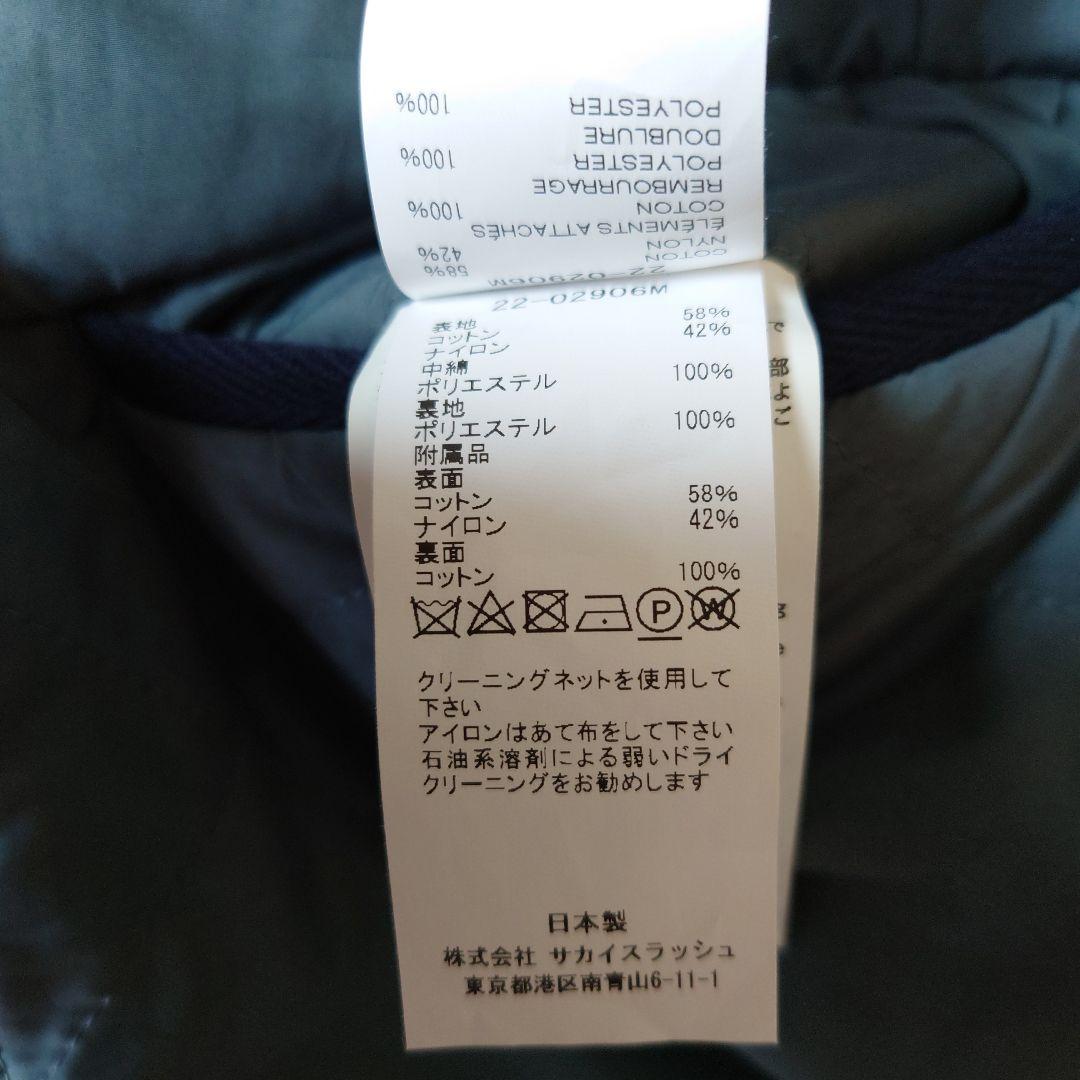 100% POLYESTER
DOUBLURE
100% POLYESTER
REMBOURRAGE
100% COTON
ÉLÉMENTS ATTACHÉS
42% NYLON
58% COTON
22-02906M
22-02906M
表地
コットン 58%
ナイロン 42%
中綿
ポリエステル 100%
裏地
ポリエステル 100%
附属品
表面
コットン 58%
ナイロン 42%
裏面
コットン 100%
P W
クリーニングネットを使用して
下さい
アイロンはあて布をして下さい
石油系溶剤による弱いドライ
クリーニングをお勧めします
日本製
株式会社 サカイスラッシュ
東京都港区南青山6-11-1
で
部
よご